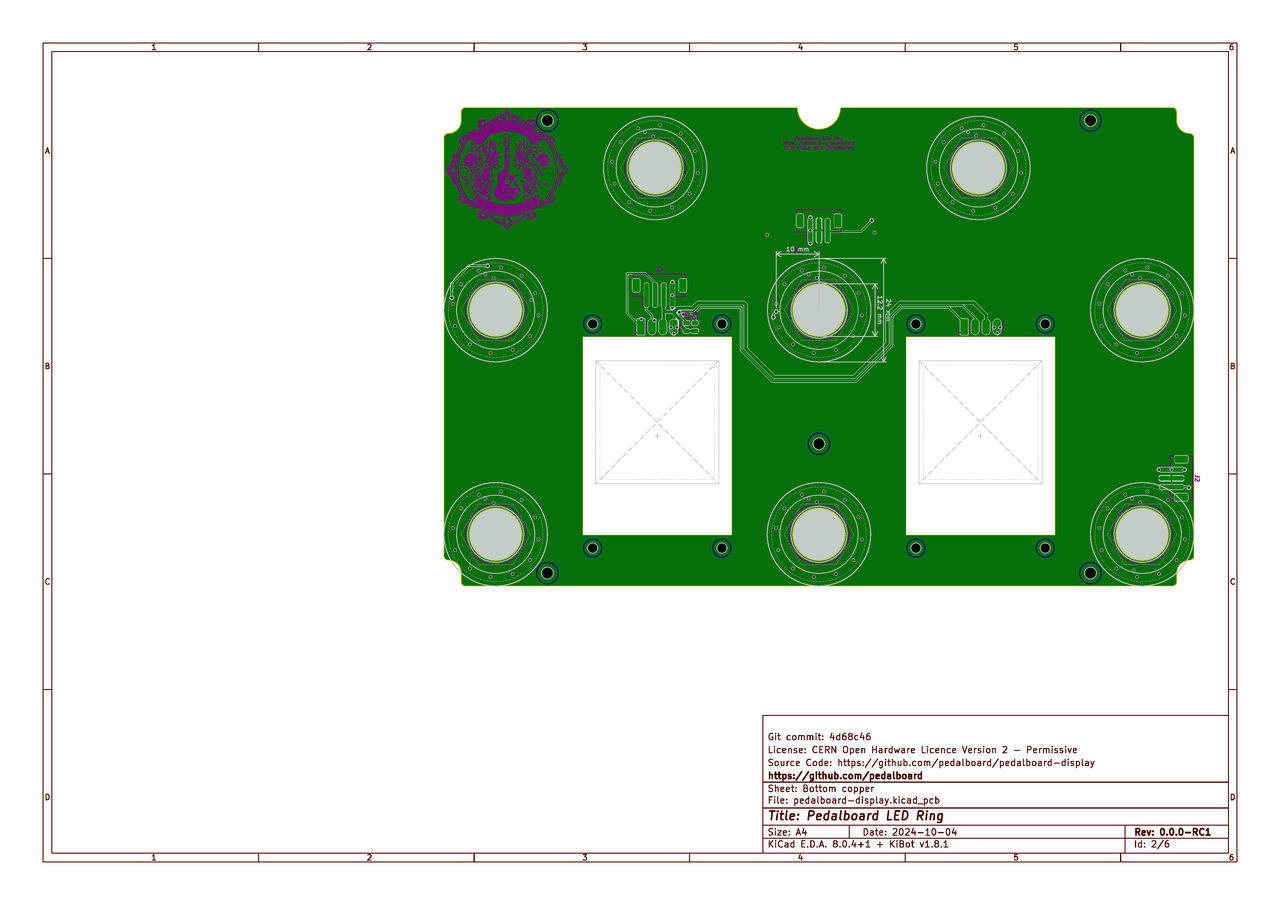 1 2 3 4 5 6
A A
10 mm
12.2 mm
24 mm
B B
J2
C C
Git commit: 4d68c46
License: CERN Open Hardware Licence Version 2 - Permissive
Source Code: https://github.com/pedalboard/pedalboard-display
https://github.com/pedalboard
Sheet: Bottom copper
D D
File: pedalboard-display.kicad_pcb
Title: Pedalboard LED Ring
Size: A4 Date: 2024-10-04 Rev: 0.0.0-RC1
KiCad E.D.A. 8.0.4+1 + KiBot v1.8.1 Id: 2/6
1 2 3 4 5 6